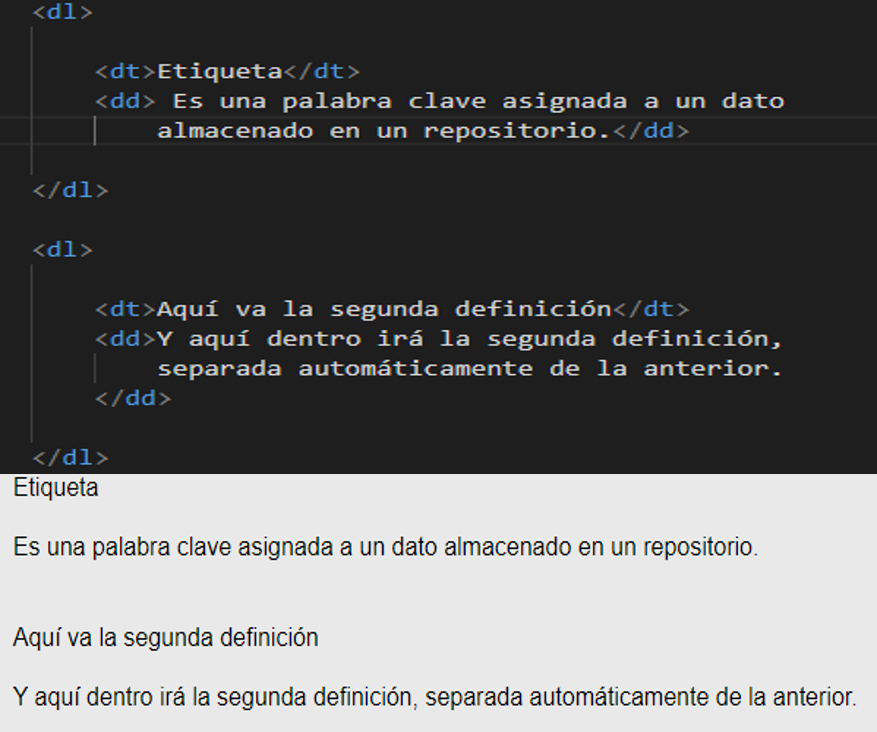 <dl>
<dt>Etiqueta</dt>
<dd> Es una palabra clave asignada a un dato
almacenado en un repositorio.</dd>
</dl>
<dl>
<dt>Aquí va la segunda definición</dt>
<dd>Y aquí dentro irá la segunda definición,
separada automáticamente de la anterior.
</dd>
</dl>
Etiqueta
Es una palabra clave asignada a un dato almacenado en un repositorio.
Aquí va la segunda definición
Y aquí dentro irá la segunda definición, separada automáticamente de la anterior.